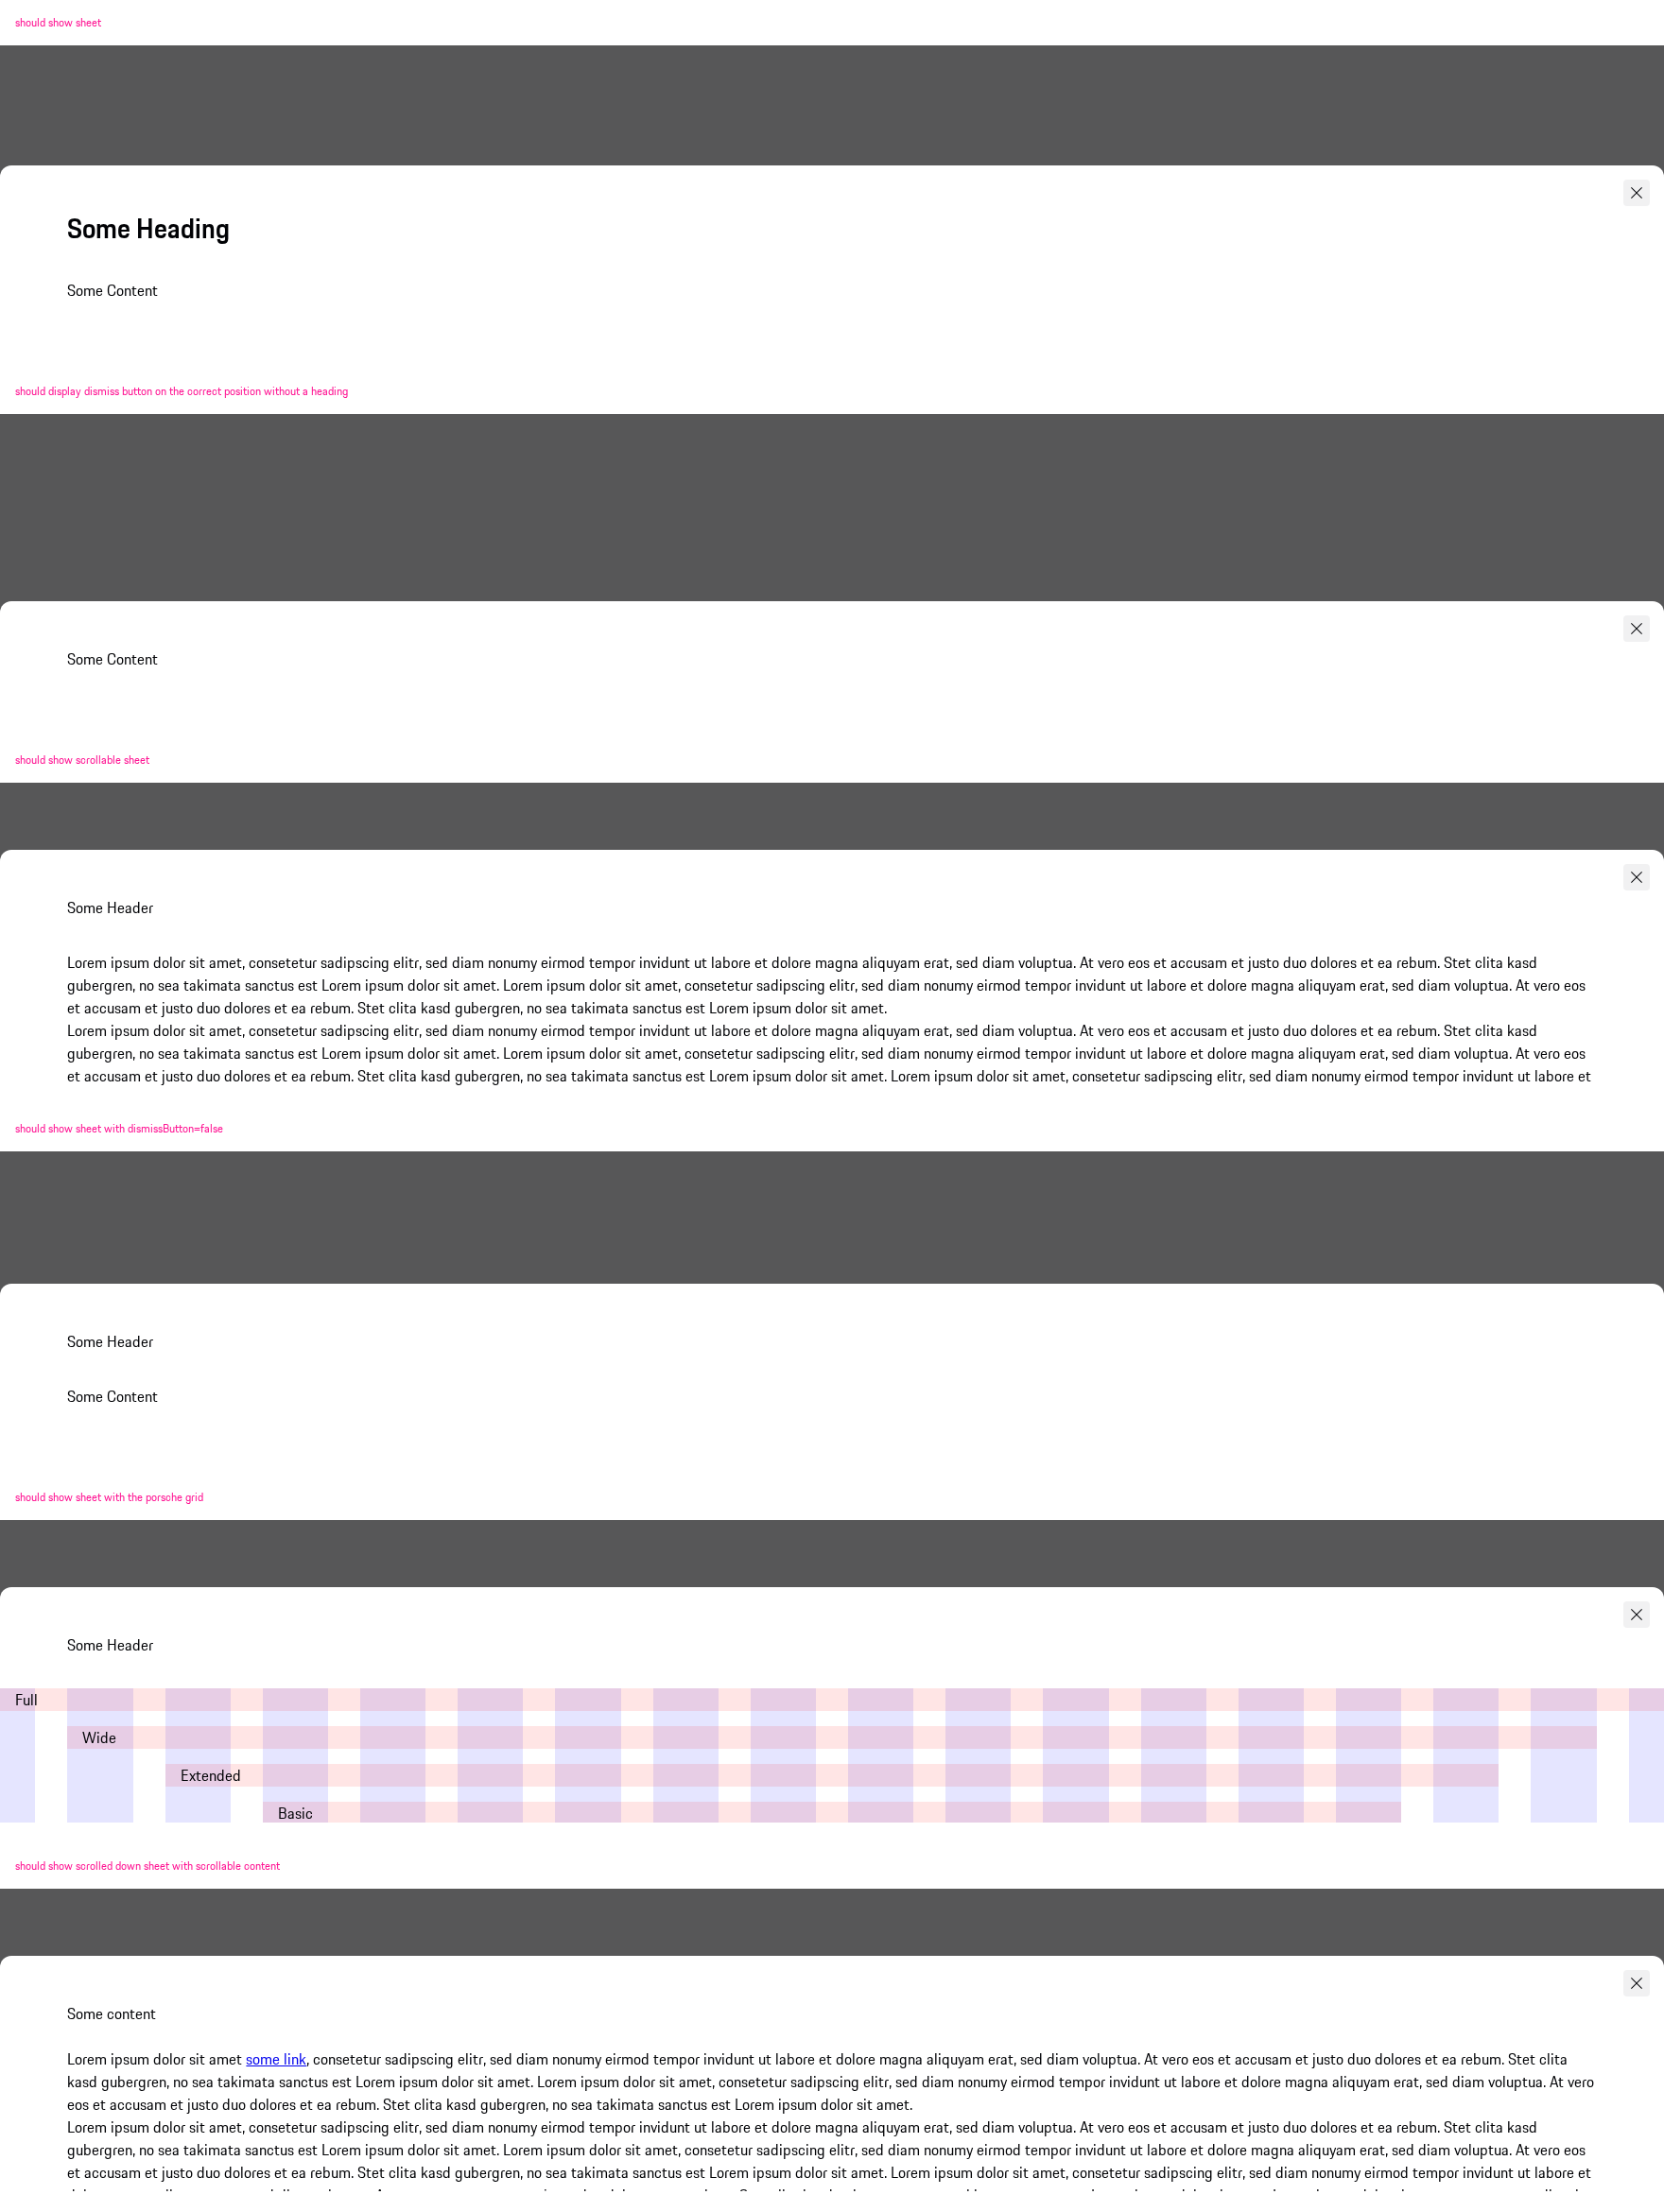 should show sheet
Some Heading
Some Content
should display dismiss button on the correct position without a heading
Some Content
should show scrollable sheet
Some Header
Lorem ipsum dolor sit amet, consetetur sadipscing elitr, sed diam nonumy eirmod tempor invidunt ut labore et dolore magna aliquyam erat, sed diam voluptua. At vero eos et accusam et justo duo dolores et ea rebum. Stet clita kasd
gubergren, no sea takimata sanctus est Lorem ipsum dolor sit amet. Lorem ipsum dolor sit amet, consetetur sadipscing elitr, sed diam nonumy eirmod tempor invidunt ut labore et dolore magna aliquyam erat, sed diam voluptua. At vero eos
et accusam et justo duo dolores et ea rebum. Stet clita kasd gubergren, no sea takimata sanctus est Lorem ipsum dolor sit amet.
Lorem ipsum dolor sit amet, consetetur sadipscing elitr, sed diam nonumy eirmod tempor invidunt ut labore et dolore magna aliquyam erat, sed diam voluptua. At vero eos et accusam et justo duo dolores et ea rebum. Stet clita kasd
gubergren, no sea takimata sanctus est Lorem ipsum dolor sit amet. Lorem ipsum dolor sit amet, consetetur sadipscing elitr, sed diam nonumy eirmod tempor invidunt ut labore et dolore magna aliquyam erat, sed diam voluptua. At vero eos
et accusam et justo duo dolores et ea rebum. Stet clita kasd gubergren, no sea takimata sanctus est Lorem ipsum dolor sit amet. Lorem ipsum dolor sit amet, consetetur sadipscing elitr, sed diam nonumy eirmod tempor invidunt ut labore et
should show sheet with dismissButton=false
Some Header
Some Content
should show sheet with the porsche grid
Some Header
Full
Wide
Extended
Basic
should show scrolled down sheet with scrollable content
Some content
Lorem ipsum dolor sit amet some link, consetetur sadipscing elitr, sed diam nonumy eirmod tempor invidunt ut labore et dolore magna aliquyam erat, sed diam voluptua. At vero eos et accusam et justo duo dolores et ea rebum. Stet clita
kasd gubergren, no sea takimata sanctus est Lorem ipsum dolor sit amet. Lorem ipsum dolor sit amet, consetetur sadipscing elitr, sed diam nonumy eirmod tempor invidunt ut labore et dolore magna aliquyam erat, sed diam voluptua. At vero
eos et accusam et justo duo dolores et ea rebum. Stet clita kasd gubergren, no sea takimata sanctus est Lorem ipsum dolor sit amet.
Lorem ipsum dolor sit amet, consetetur sadipscing elitr, sed diam nonumy eirmod tempor invidunt ut labore et dolore magna aliquyam erat, sed diam voluptua. At vero eos et accusam et justo duo dolores et ea rebum. Stet clita kasd
gubergren, no sea takimata sanctus est Lorem ipsum dolor sit amet. Lorem ipsum dolor sit amet, consetetur sadipscing elitr, sed diam nonumy eirmod tempor invidunt ut labore et dolore magna aliquyam erat, sed diam voluptua. At vero eos
et accusam et justo duo dolores et ea rebum. Stet clita kasd gubergren, no sea takimata sanctus est Lorem ipsum dolor sit amet. Lorem ipsum dolor sit amet, consetetur sadipscing elitr, sed diam nonumy eirmod tempor invidunt ut labore et